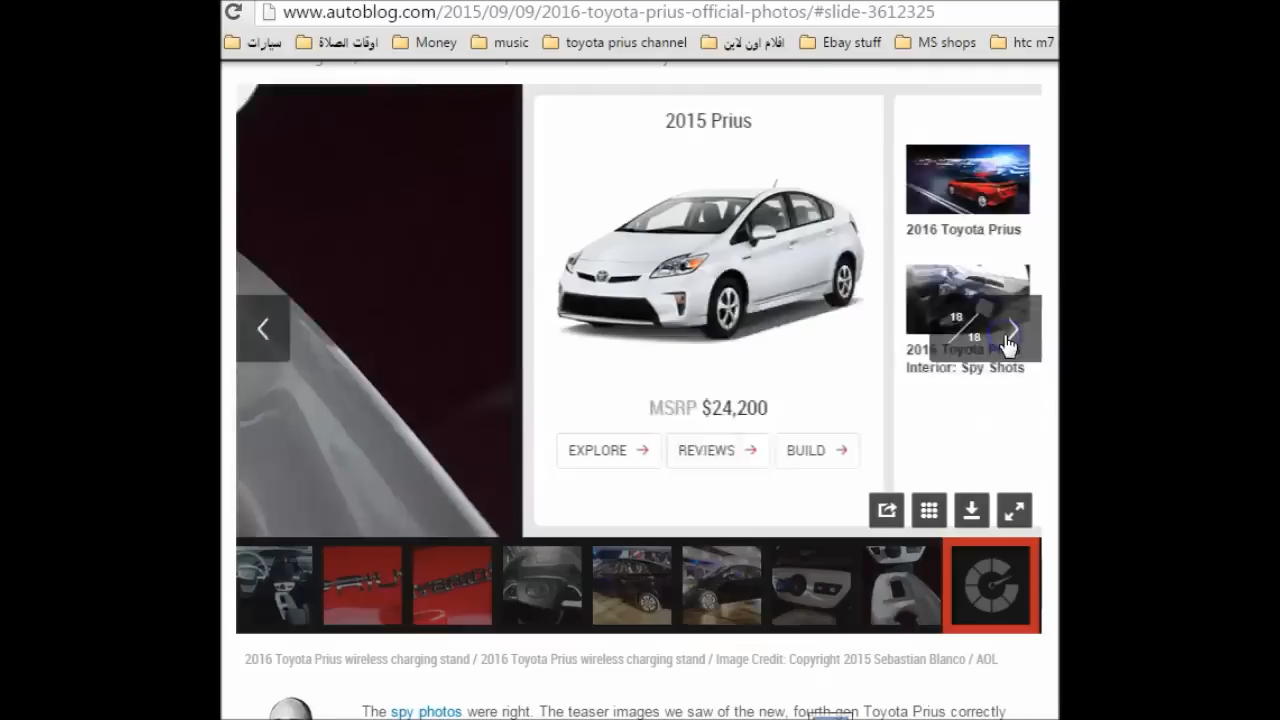 www.autoblog.com/2015/09/09/2016-toyota-prius-official-photos/#slide-3612325
سيارات اوقات الصلاة Money music toyota prius channel افلام اون لاين Ebay stuff MS shops htc m7
2015 Prius
2016 Toyota Prius
18
18
2016 Toyota
Interior: Spy Shots
MSRP $24,200
EXPLORE → REVIEWS → BUILD →
2016 Toyota Prius wireless charging stand / 2016 Toyota Prius wireless charging stand / Image Credit: Copyright 2015 Sebastian Blanco / AOL
The spy photos were right. The teaser images we saw of the new, fourth-gen Toyota Prius correctly